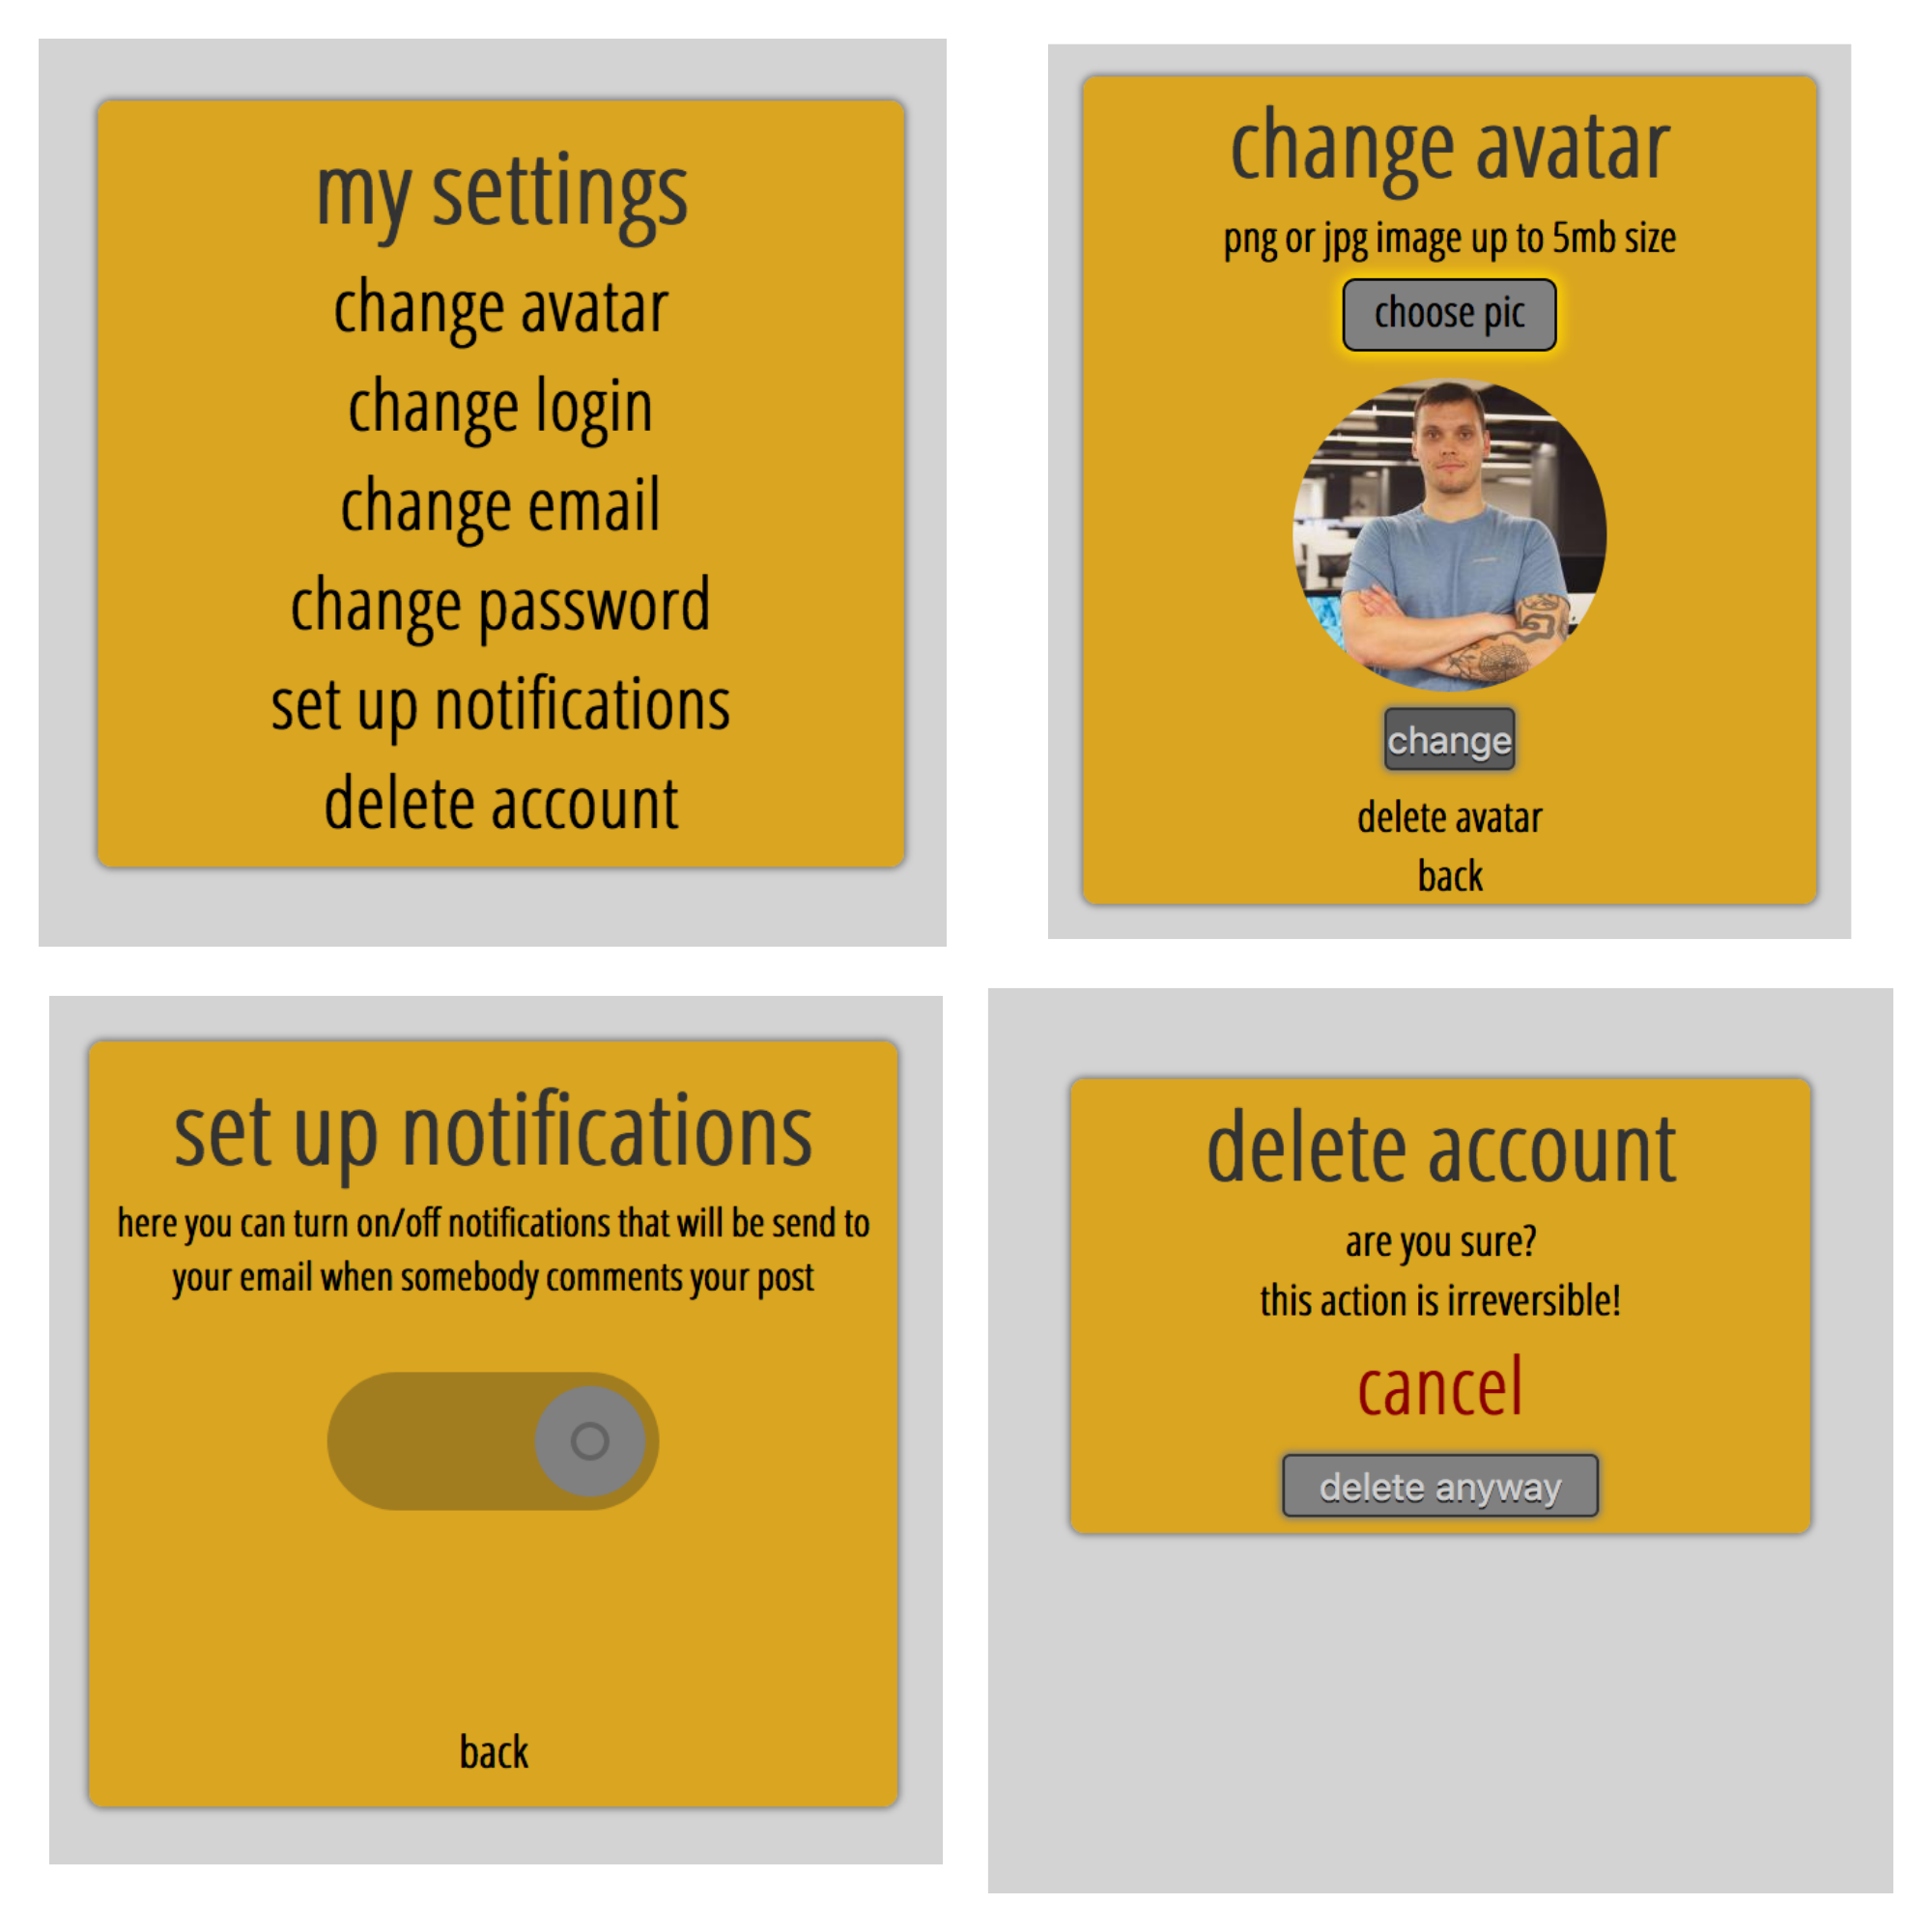 my settings
change avatar
change login
change email
change password
set up notifications
delete account
change avatar
png or jpg image up to 5mb size
choose pic
change
delete avatar
back
set up notifications
here you can turn on/off notifications that will be send to
your email when somebody comments your post
back
delete account
are you sure?
this action is irreversible!
cancel
delete anyway